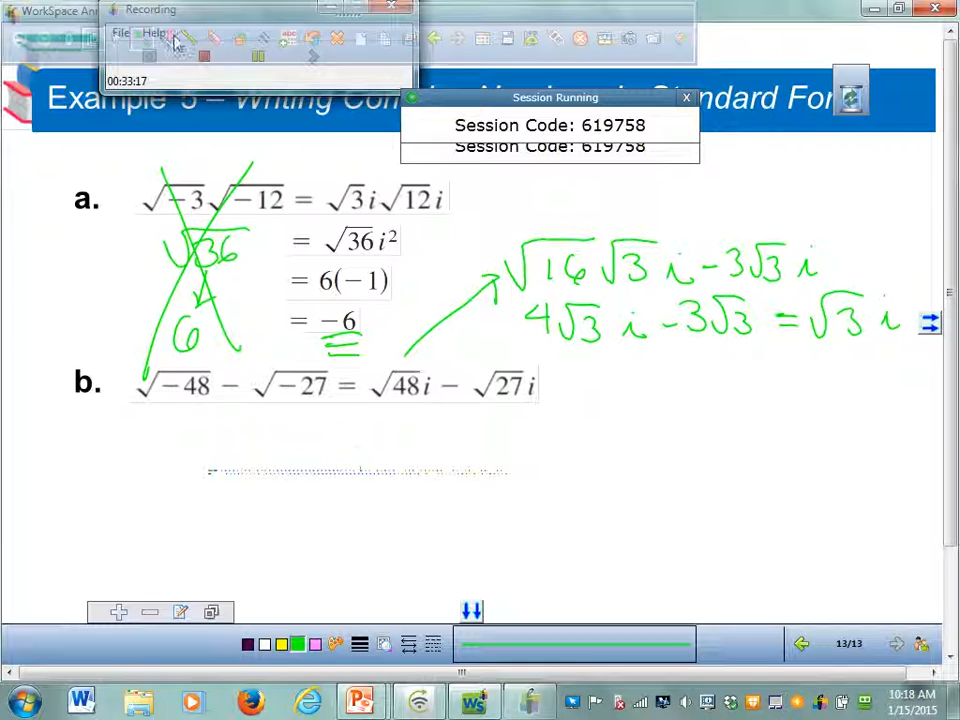 WorkSpace Ann
Recording
File Help
00:33:17
Session Running X
Session Code: 619758
Session Code: 619758
Example 5 – Writing Com Standard For
a. √−3√−12 = √3 i√12 i
= √36 i²
= 6(−1)
= −6
√36
6
√16 √3 i − 3√3 i
4√3 i − 3√3 = √3 i
b. √−48 − √−27 = √48 i − √27 i
13/13
10:18 AM
1/15/2015